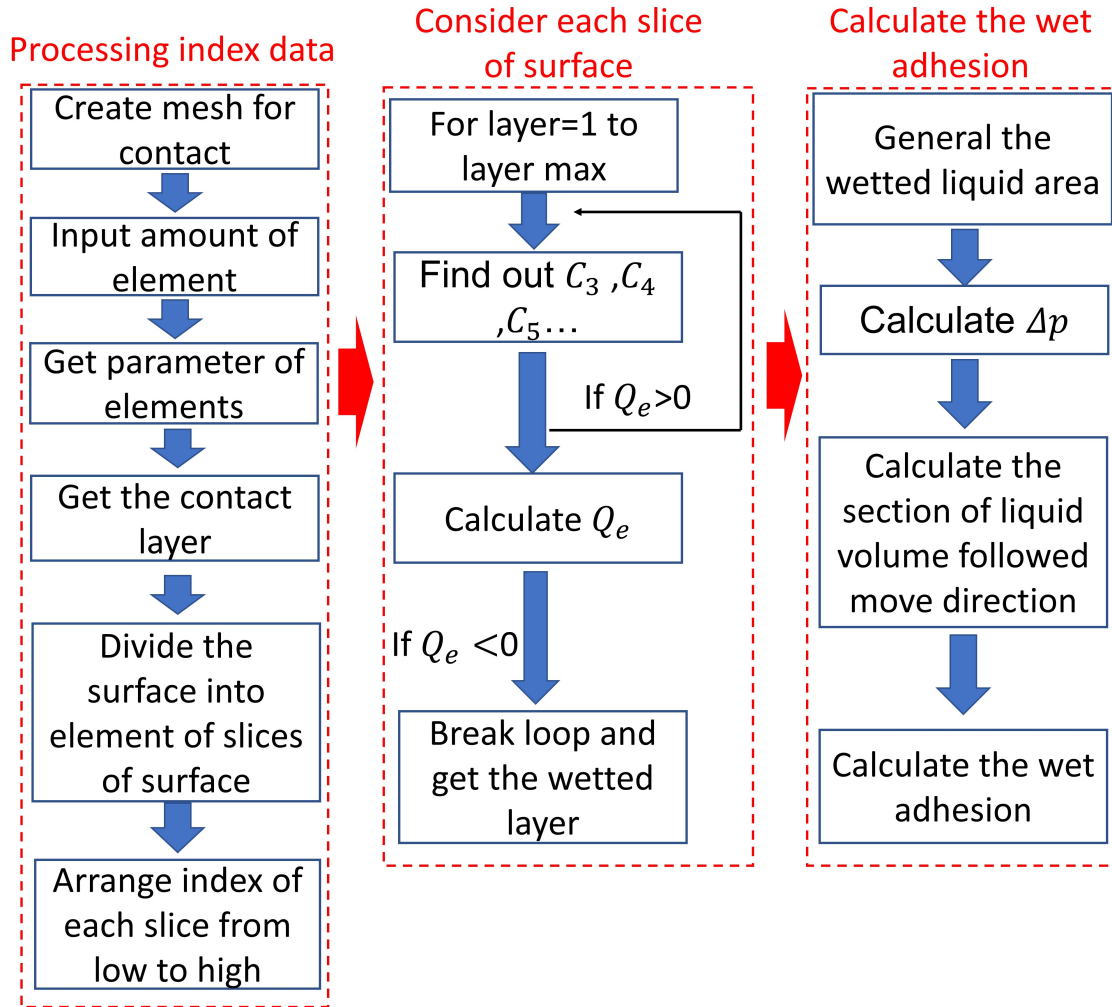 Processing index data
Create mesh for
contact
Input amount of
element
Get parameter of
elements
Get the contact
layer
Divide the
surface into
element of slices
of surface
Arrange index of
each slice from
low to high
Consider each slice
of surface
For layer=1 to
layer max
Find out C₃ ,C₄
,C₅…
If Qₑ>0
Calculate Qₑ
If Qₑ <0
Break loop and
get the wetted
layer
Calculate the wet
adhesion
General the
wetted liquid area
Calculate Δp
Calculate the
section of liquid
volume followed
move direction
Calculate the wet
adhesion